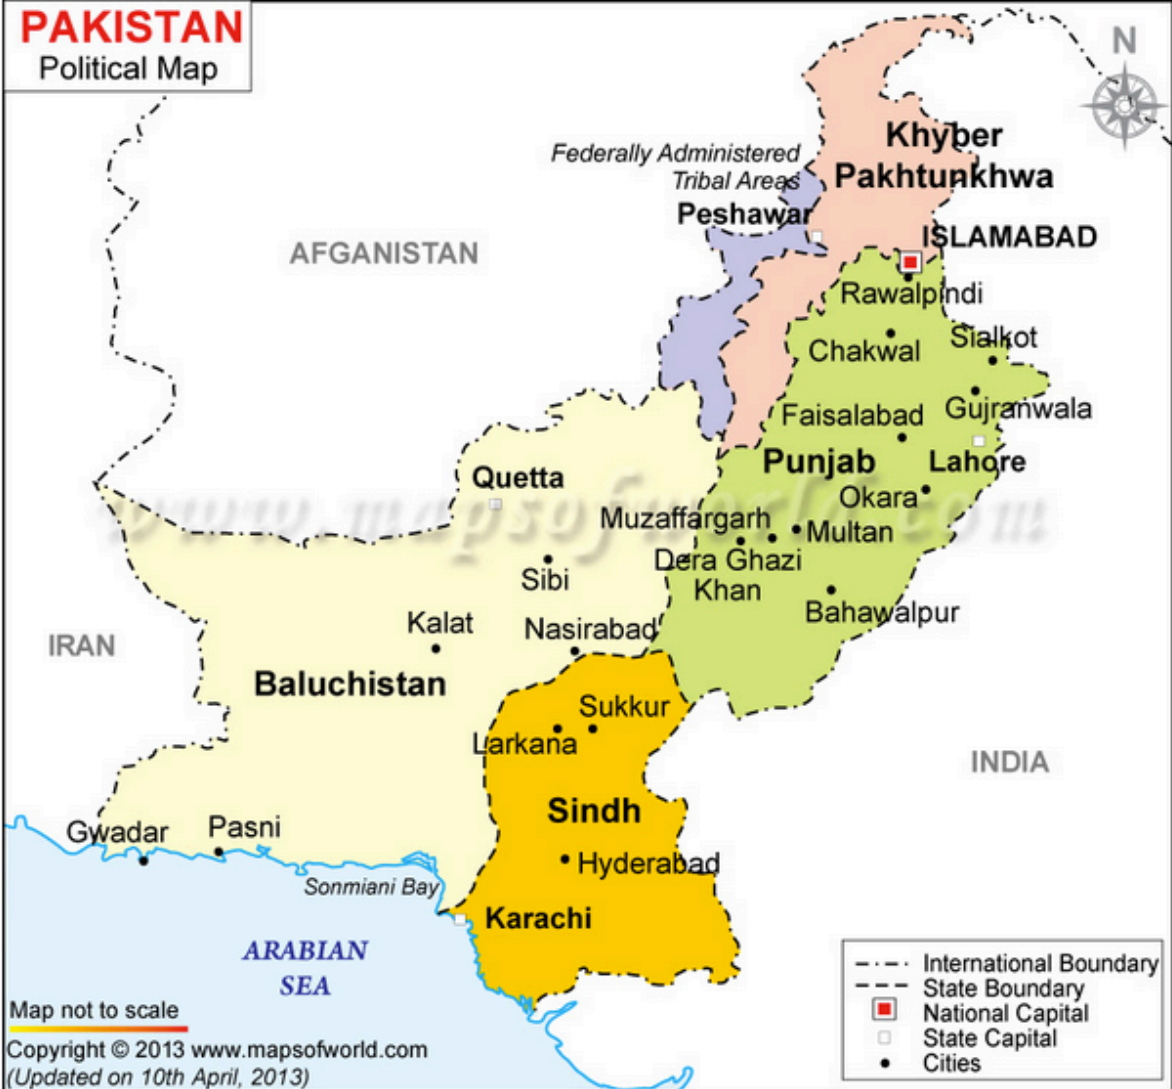 PAKISTAN
Political Map
N
Khyber
Pakhtunkhwa
Federally Administered
Tribal Areas
Peshawar
ISLAMABAD
AFGANISTAN
Rawalpindi
Chakwal
Sialkot
Faisalabad
Gujranwala
Punjab
Lahore
Quetta
www.mapsofworld.com
Okara
Muzaffargarh
Multan
Dera Ghazi
Khan
Sibi
Bahawalpur
Kalat
Nasirabad
IRAN
Baluchistan
Sukkur
Larkana
INDIA
Sindh
Gwadar
Pasni
Hyderabad
Sonmiani Bay
Karachi
ARABIAN
SEA
International Boundary
State Boundary
National Capital
State Capital
Cities
Map not to scale
Copyright © 2013 www.mapsofworld.com
(Updated on 10th April, 2013)